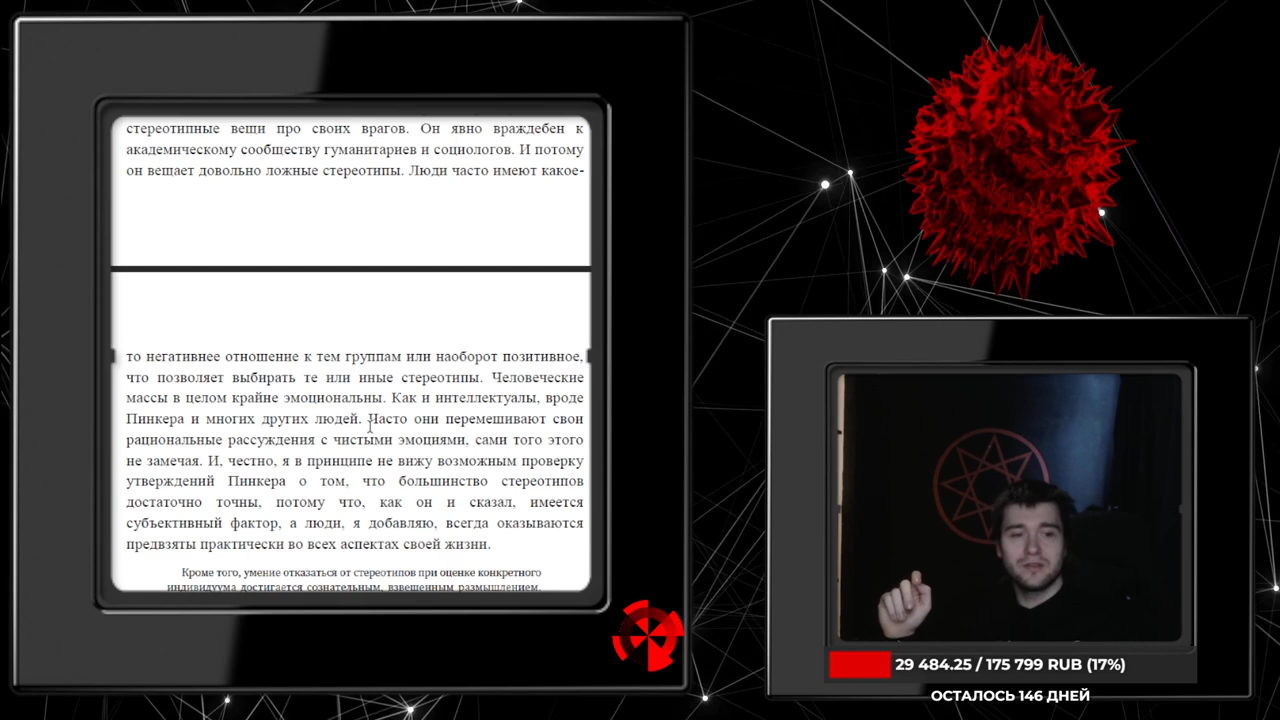 стереотипные вещи про своих врагов. Он явно враждебен к
академическому сообществу гуманитариев и социологов. И потому
он вещает довольно ложные стереотипы. Люди часто имеют какое-
то негативнее отношение к тем группам или наоборот позитивное,
что позволяет выбирать те или иные стереотипы. Человеческие
массы в целом крайне эмоциональны. Как и интеллектуалы, вроде
Пинкера и многих других людей. Часто они перемешивают свои
рациональные рассуждения с чистыми эмоциями, сами того этого
не замечая. И, честно, я в принципе не вижу возможным проверку
утверждений Пинкера о том, что большинство стереотипов
достаточно точны, потому что, как он и сказал, имеется
субъективный фактор, а люди, я добавляю, всегда оказываются
предвзяты практически во всех аспектах своей жизни.
Кроме того, умение отказаться от стереотипов при оценке конкретного
индивидуума достигается сознательным, взвешенным размышлением.
29 484.25 / 175 799 RUB (17%)
ОСТАЛОСЬ 146 ДНЕЙ